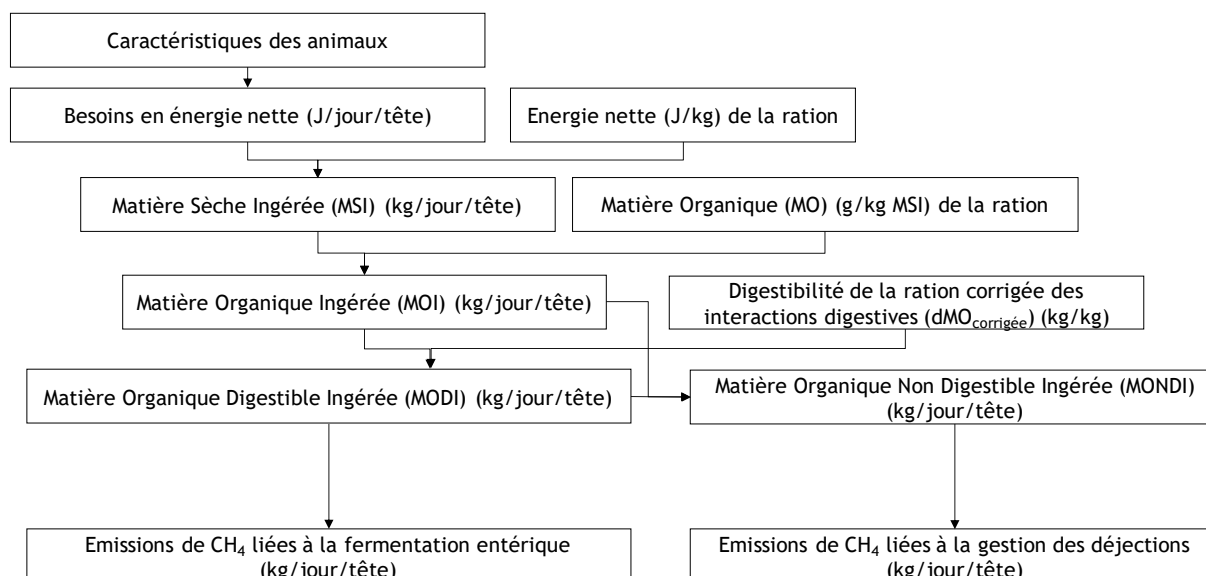 Caractéristiques des animaux
Besoins en énergie nette (J/jour/tête)
Energie nette (J/kg) de la ration
Matière Sèche Ingérée (MSI) (kg/jour/tête)
Matière Organique (MO) (g/kg MSI) de la ration
Matière Organique Ingérée (MOI) (kg/jour/tête)
Digestibilité de la ration corrigée des
interactions digestives (dMOcorrigée) (kg/kg)
Matière Organique Digestible Ingérée (MODI) (kg/jour/tête)
Matière Organique Non Digestible Ingérée (MONDI)
(kg/jour/tête)
Emissions de CH4 liées à la fermentation entérique
(kg/jour/tête)
Emissions de CH4 liées à la gestion des déjections
(kg/jour/tête)